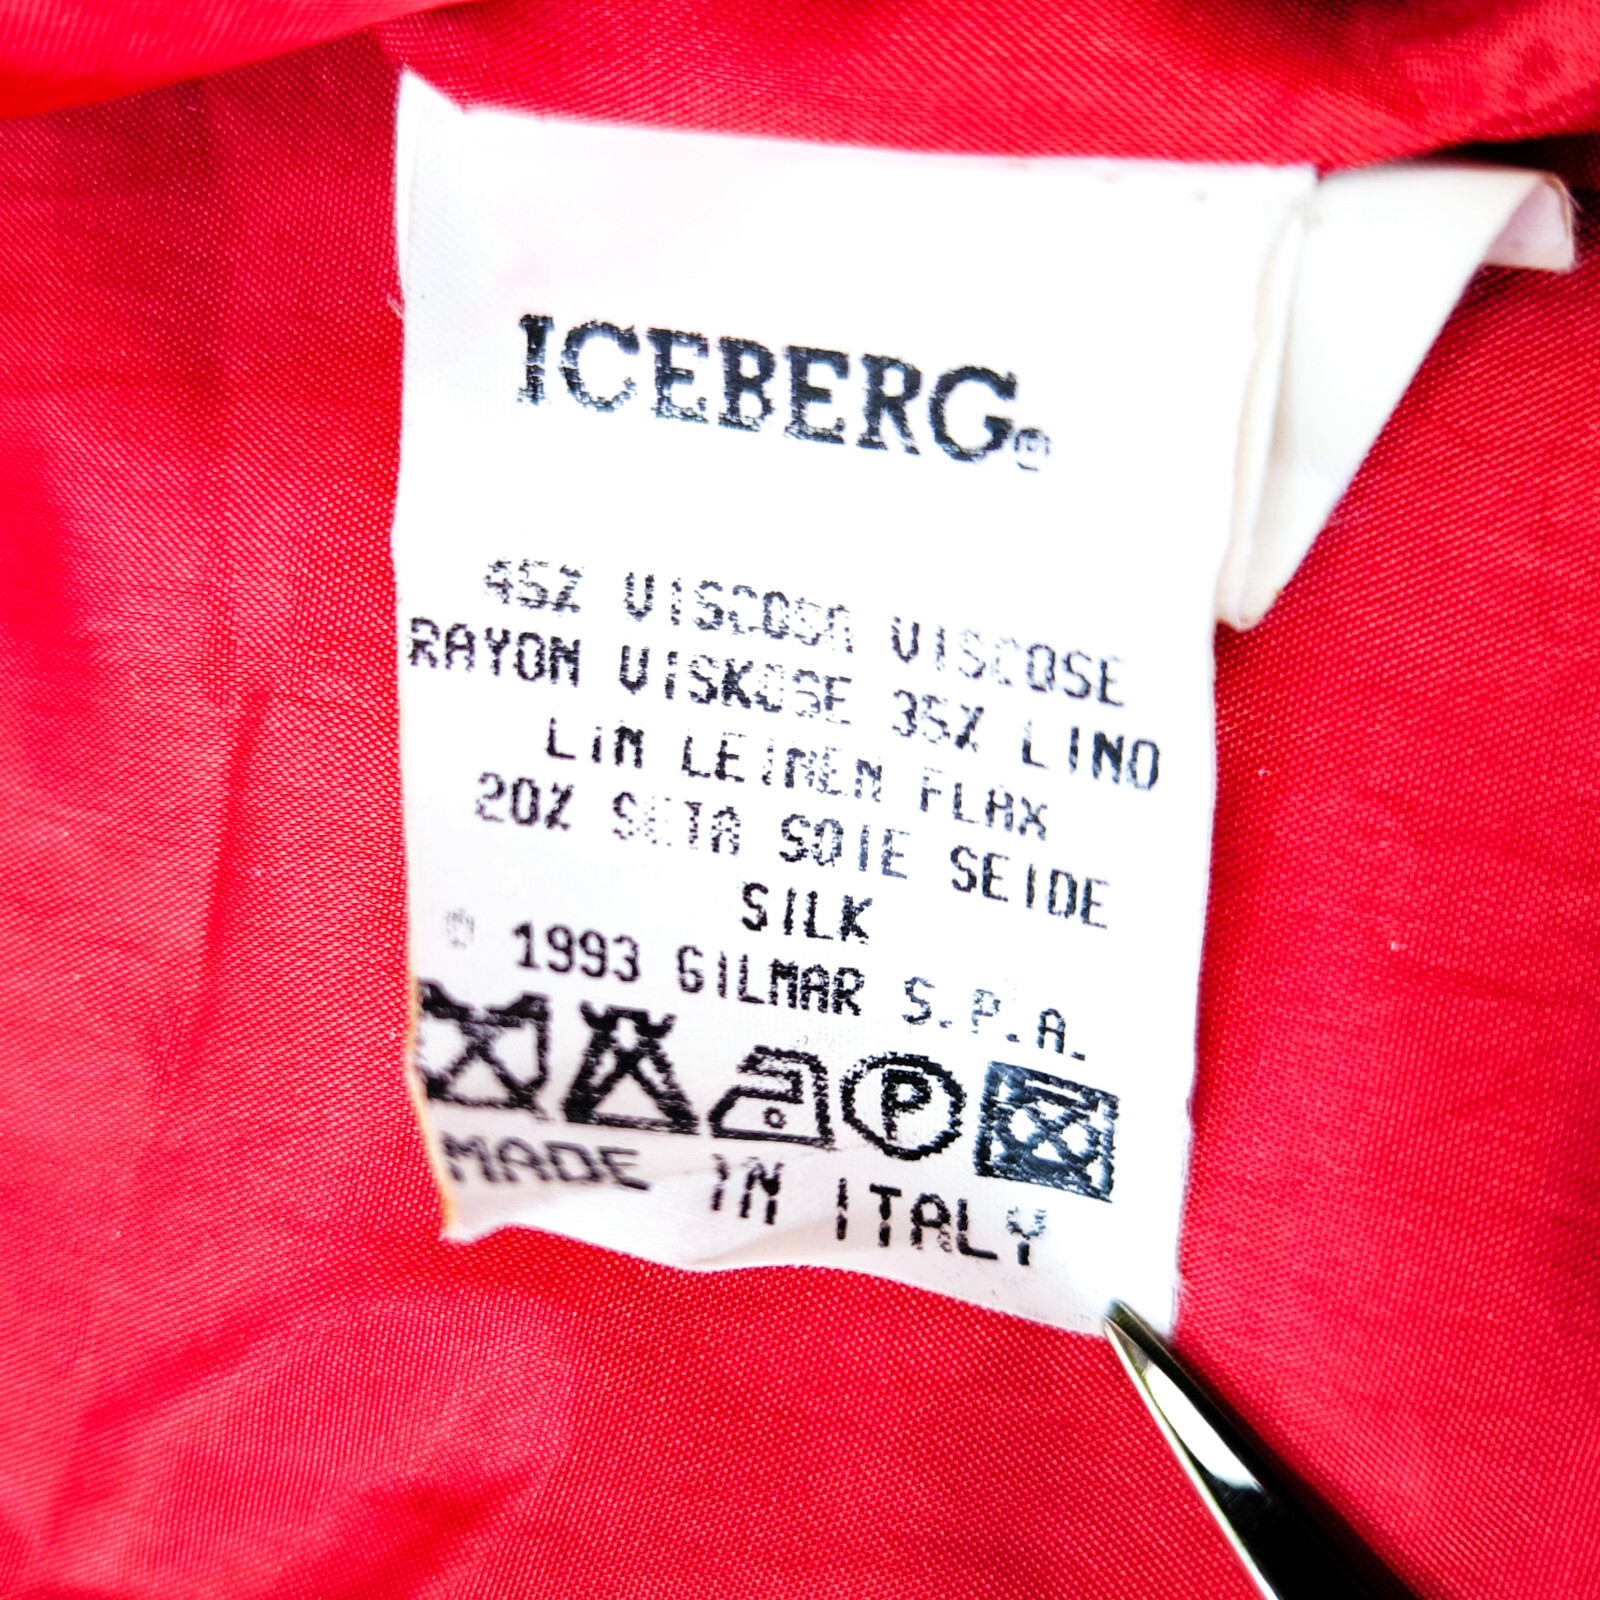 ICEBERG©
45% VISCOSA VISCOSE
RAYON VISKOSE 35% LINO
LIN LEINEN FLAX
20% SETA SOIE SEIDE
SILK
© 1993 GILMAR S.P.A.
P
MADE IN ITALY